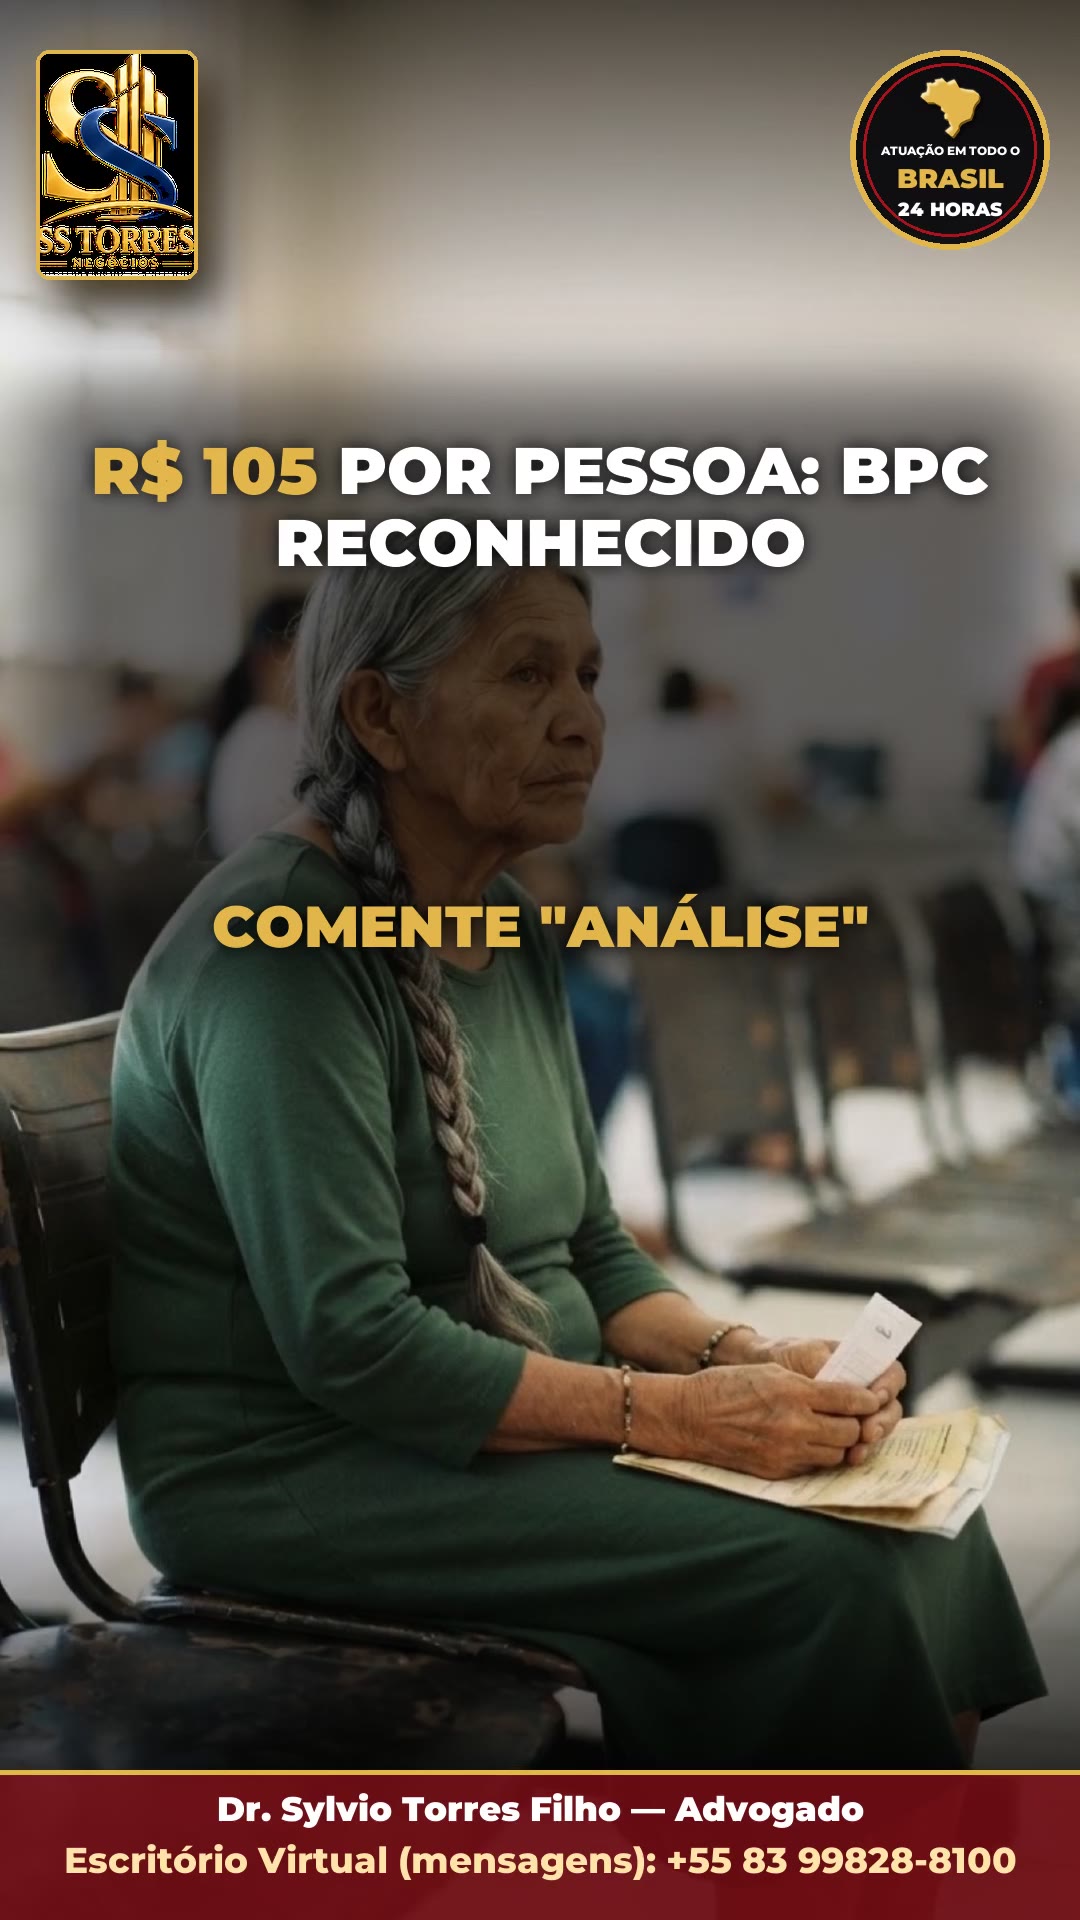 SS TORRES
NEGÓCIOS
ATUAÇÃO EM TODO O
BRASIL
24 HORAS
R$ 105 POR PESSOA: BPC
RECONHECIDO
COMENTE "ANÁLISE"
Dr. Sylvio Torres Filho — Advogado
Escritório Virtual (mensagens): +55 83 99828-8100